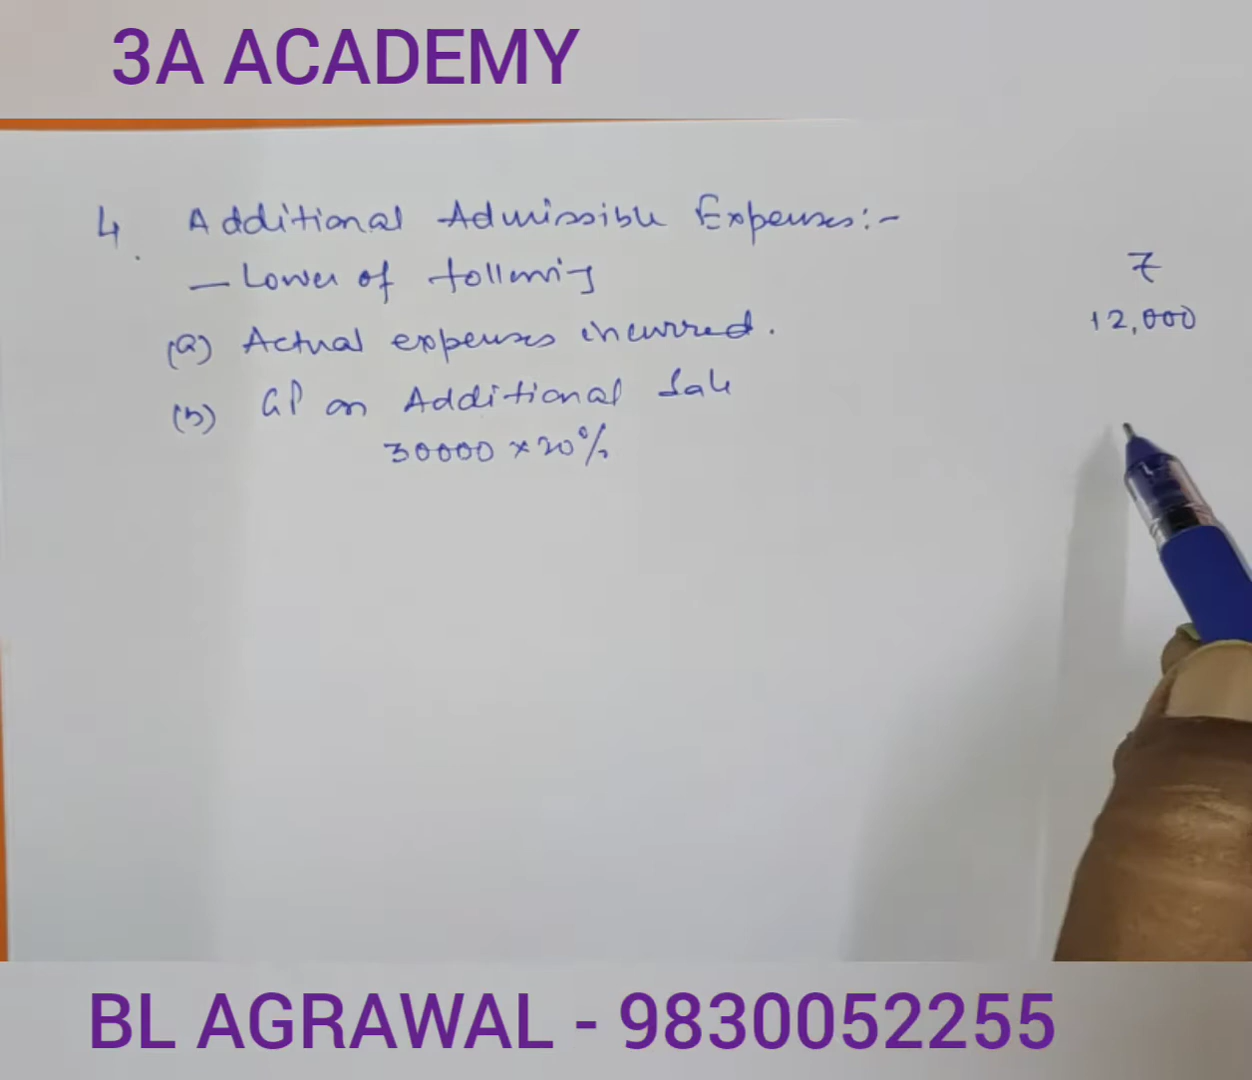 3A ACADEMY
4. Additional Admissible Expenses:-
— Lower of following
₹
(a) Actual expenses incurred. 12,000
(b) GP on Additional Sale
30000 × 20%
BL AGRAWAL - 9830052255